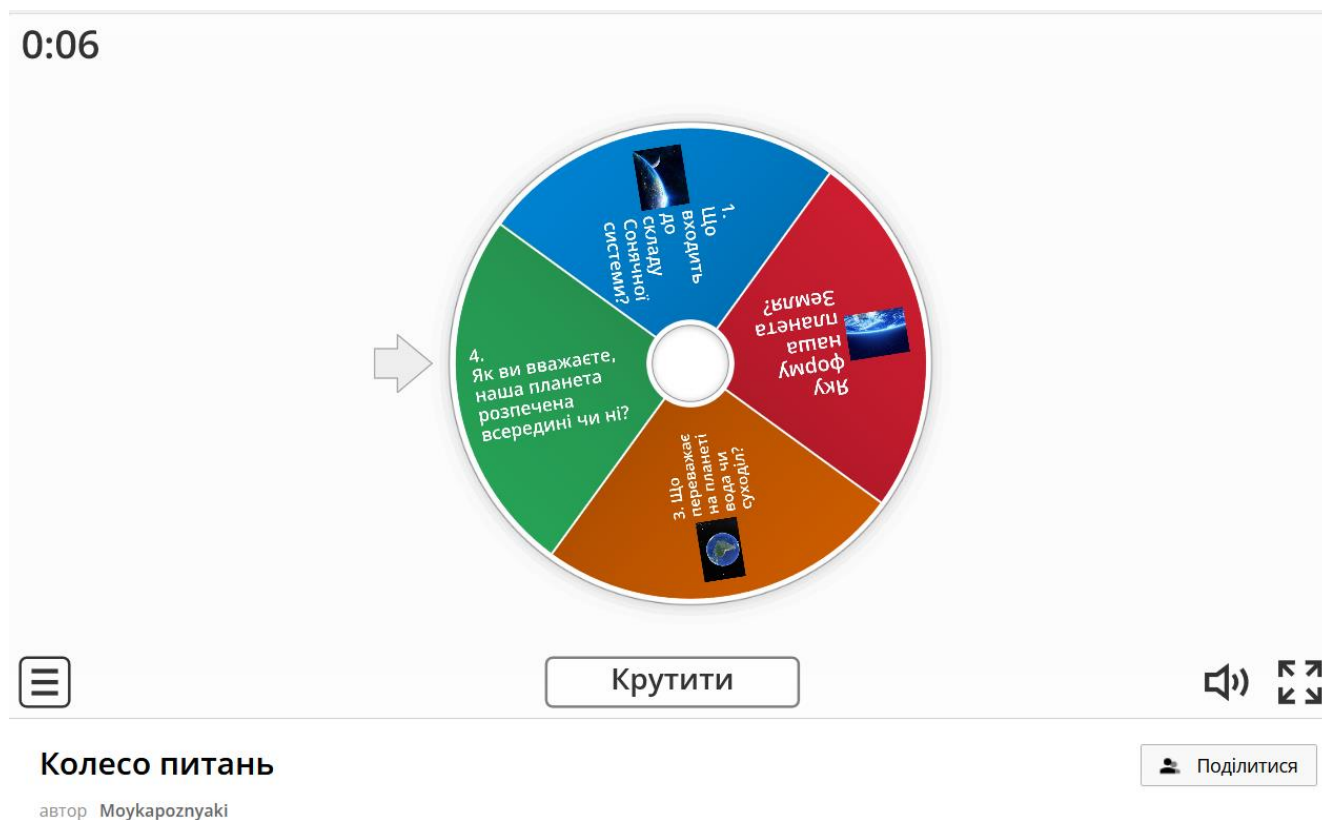 0:06
1.
Що
входить
до
складу
Сонячної
системи?
Яку
форму
наша
планета
Земля?
3. Що
переважає
на планеті
вода чи
суходіл?
4.
Як ви вважаєте,
наша планета
розпечена
всередині чи ні?
Крутити
Колесо питань
Поділитися
автор Moykapoznyaki